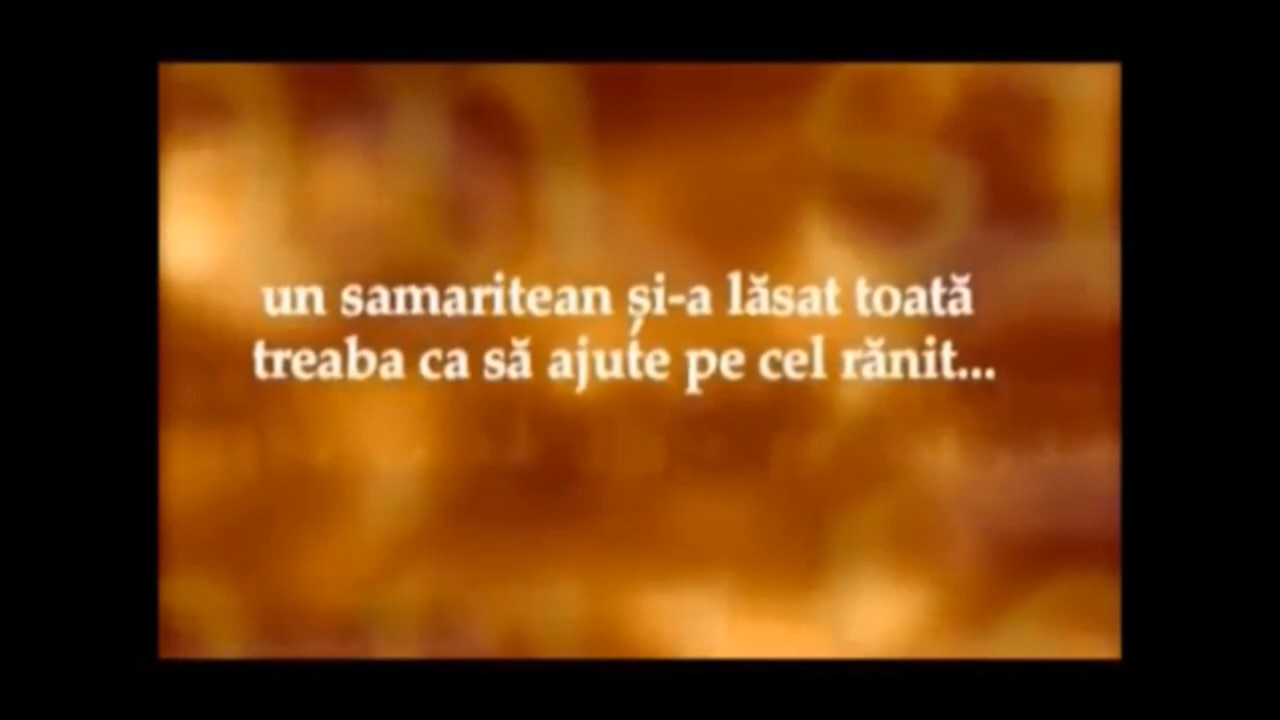 un samaritean și-a lăsat toată
treaba ca să ajute pe cel rănit...